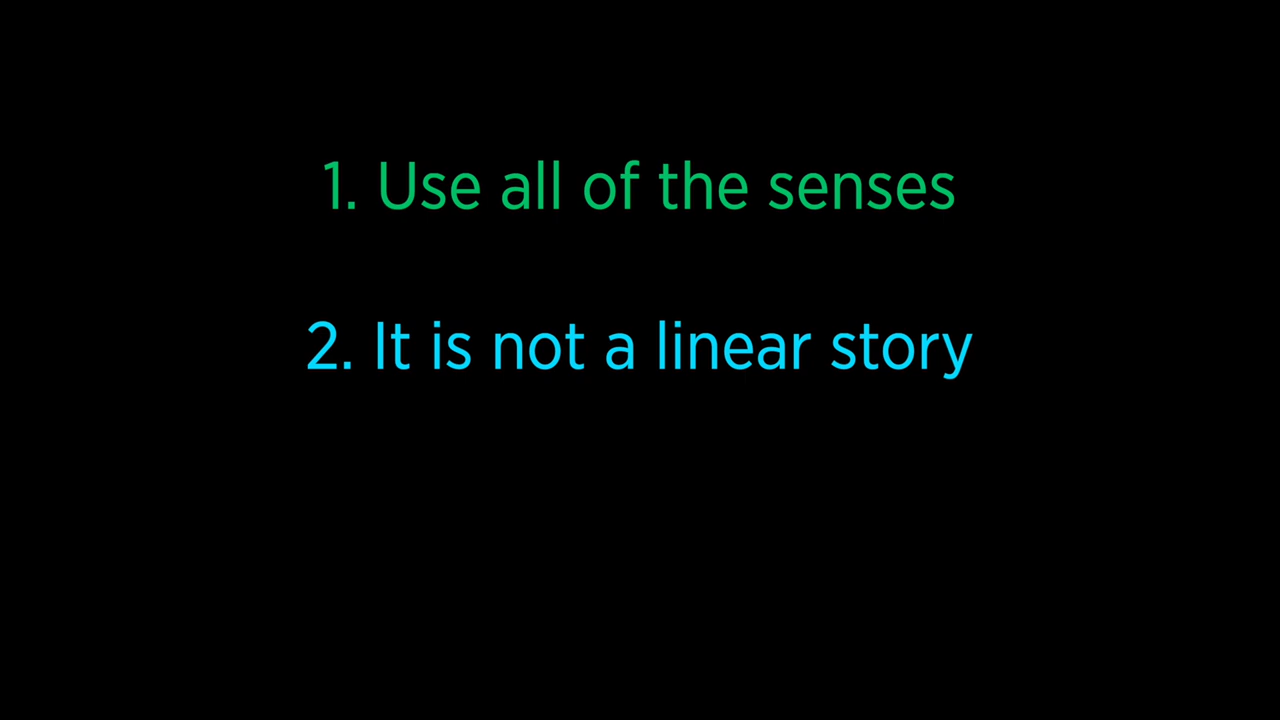 1. Use all of the senses
2. It is not a linear story